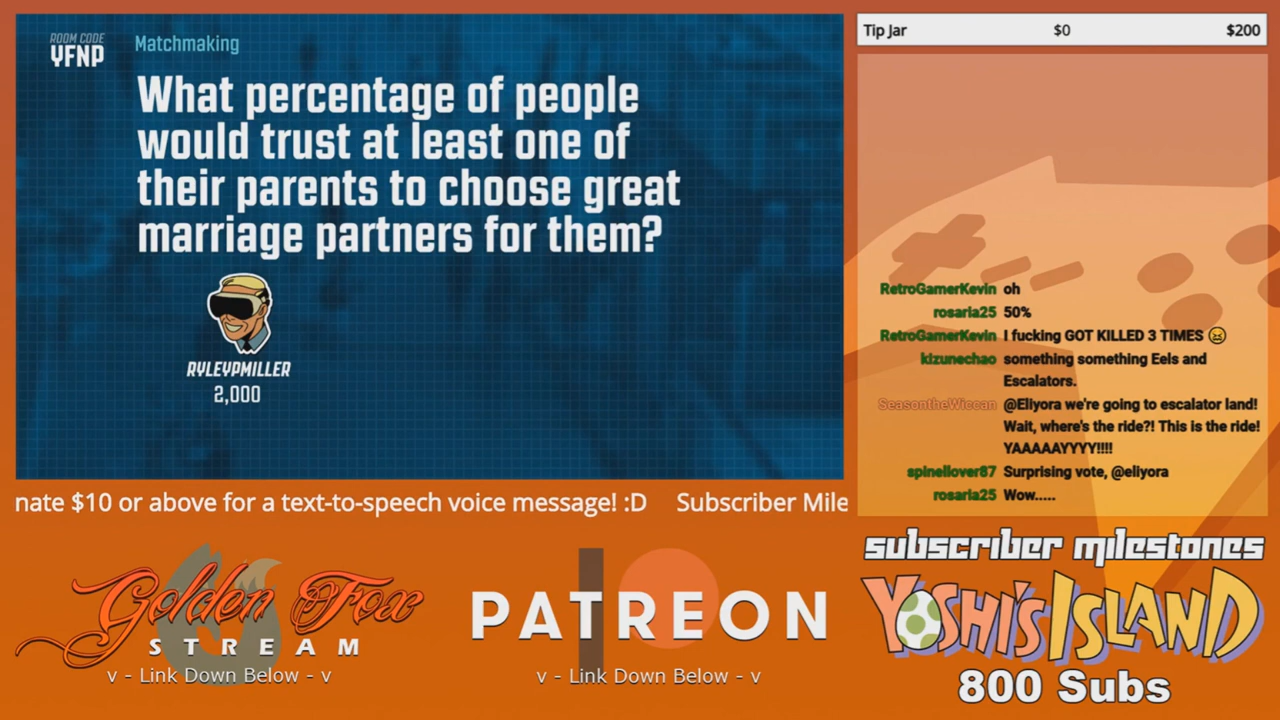 ROOM CODE
YFNP
Matchmaking
What percentage of people
would trust at least one of
their parents to choose great
marriage partners for them?
RYLEYPMILLER
2,000
nate $10 or above for a text-to-speech voice message! :D Subscriber Mile
Tip Jar $0 $200
RetroGamerKevin oh
rosaria25 50%
RetroGamerKevin I fucking GOT KILLED 3 TIMES 😖
kizunechao something something Eels and
Escalators.
SeasontheWiccan @Eliyora we're going to escalator land!
Wait, where's the ride?! This is the ride!
YAAAAAYYYY!!!!
spinellover87 Surprising vote, @eliyora
rosaria25 Wow.....
Golden Fox
STREAM
v - Link Down Below - v
PATREON
v - Link Down Below - v
subscriber milestones
YOSHI'S ISLAND
800 Subs